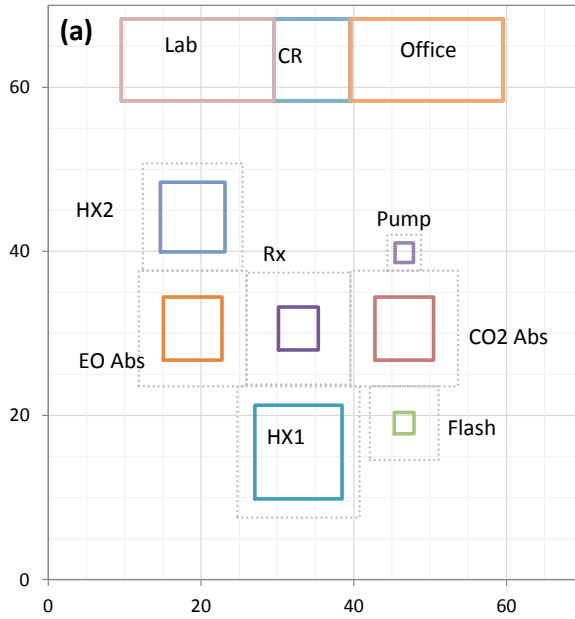 (a)
Lab
CR
Office
60
HX2
Pump
40
Rx
EO Abs
CO2 Abs
20
HX1
Flash
0
0
20
40
60